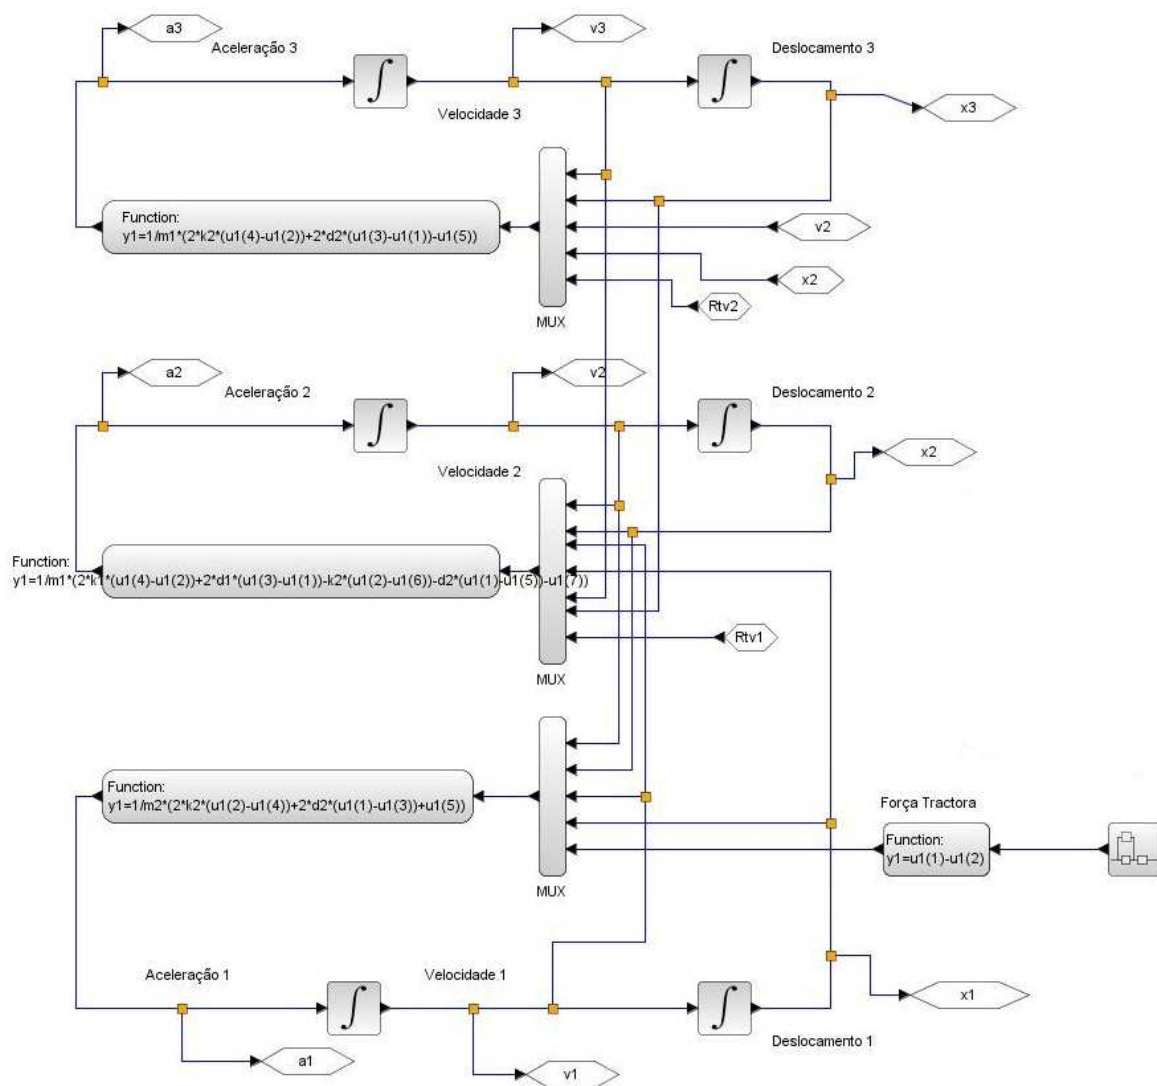 a3
v3
Aceleração 3
Deslocamento 3
Velocidade 3
x3
Function:
y1=1/m1*(2*k2*(u1(4)-u1(2))+2*d2*(u1(3)-u1(1))-u1(5))
v2
x2
Rtv2
MUX
a2
v2
Aceleração 2
Deslocamento 2
x2
Velocidade 2
Function:
y1=1/m1*(2*k1*(u1(4)-u1(2))+2*d1*(u1(3)-u1(1))-k2*(u1(2)-u1(6))-d2*(u1(1)-u1(5))-u1(7))
Rtv1
MUX
Function:
y1=1/m2*(2*k2*(u1(2)-u1(4))+2*d2*(u1(1)-u1(3))+u1(5))
Força Tractora
Function:
y1=u1(1)-u1(2)
MUX
Aceleração 1
Velocidade 1
x1
Deslocamento 1
a1
v1